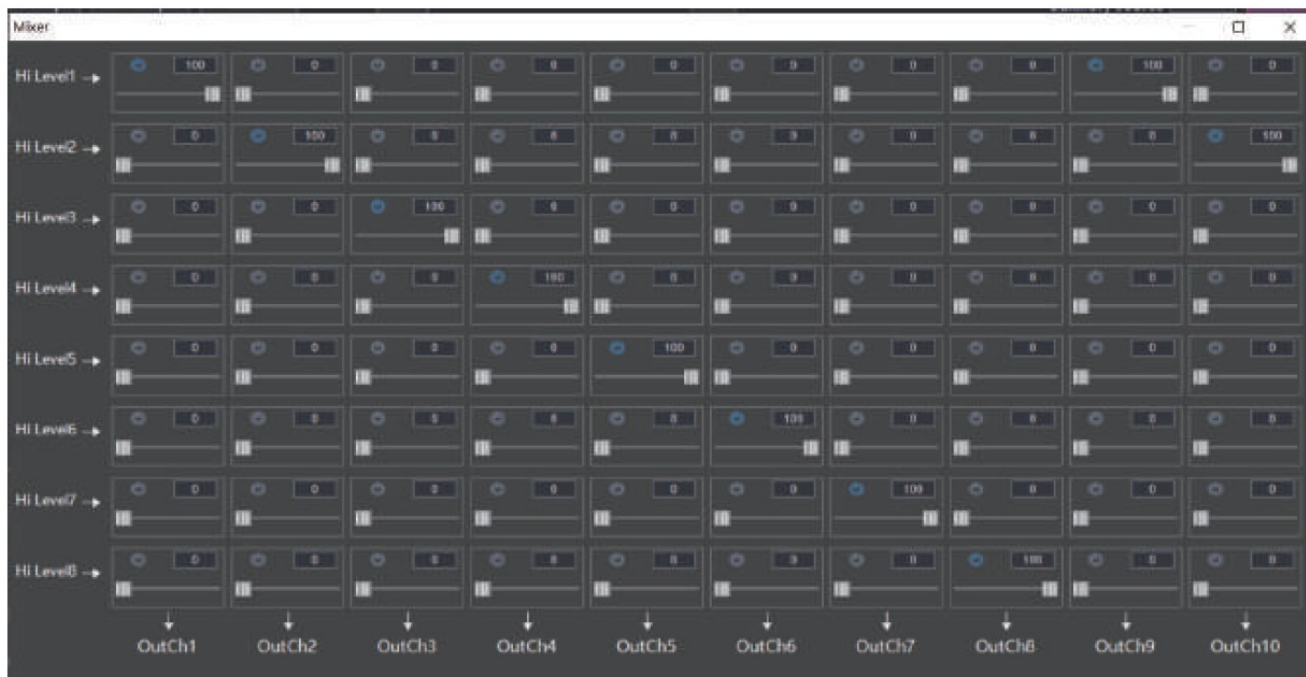 Mixer
Hi Level1 100 0 0 0 0 0 0 0 100 0
Hi Level2 0 100 0 0 0 0 0 0 0 100
Hi Level3 0 0 100 0 0 0 0 0 0 0
Hi Level4 0 0 0 100 0 0 0 0 0 0
Hi Level5 0 0 0 0 100 0 0 0 0 0
Hi Level6 0 0 0 0 0 100 0 0 0 0
Hi Level7 0 0 0 0 0 0 100 0 0 0
Hi Level8 0 0 0 0 0 0 0 100 0 0
OutCh1 OutCh2 OutCh3 OutCh4 OutCh5 OutCh6 OutCh7 OutCh8 OutCh9 OutCh10